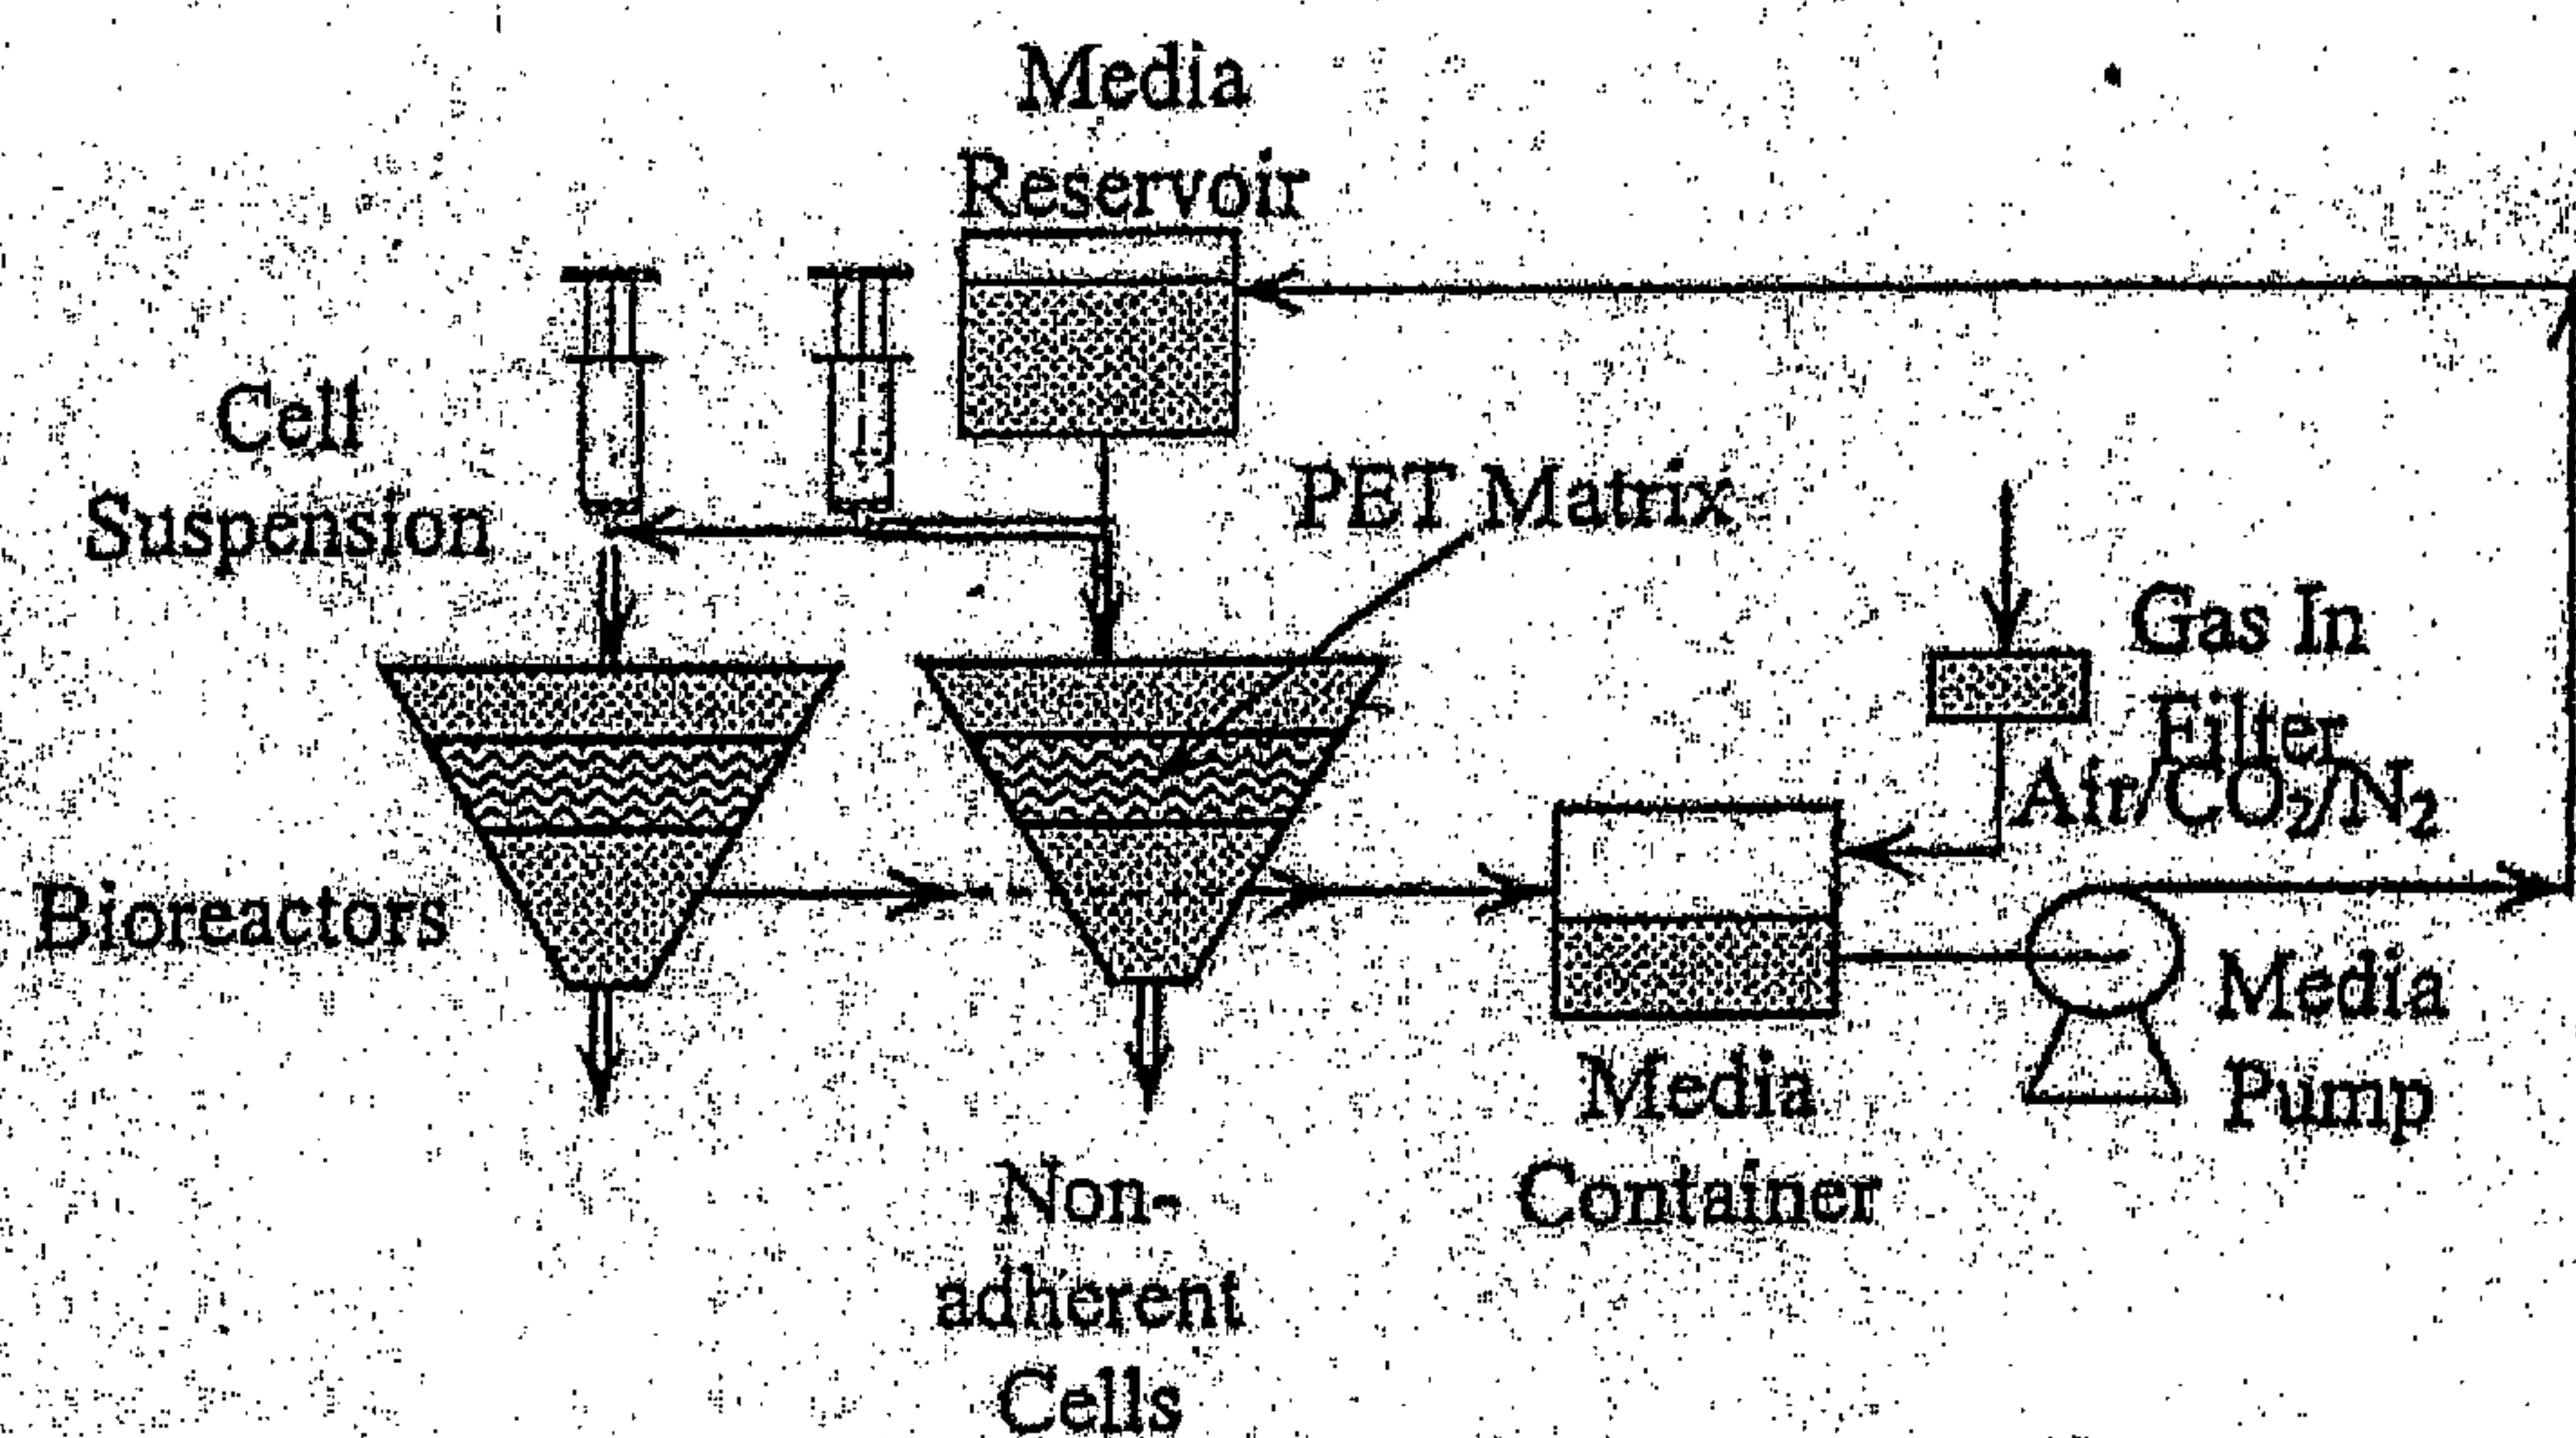 Media
Reservoir
Cell
Suspension
PET Matrix
Gas In
Filter
Air/CO₂/N₂
Bioreactors
Media
Pump
Media
Container
Non-
adherent
Cells